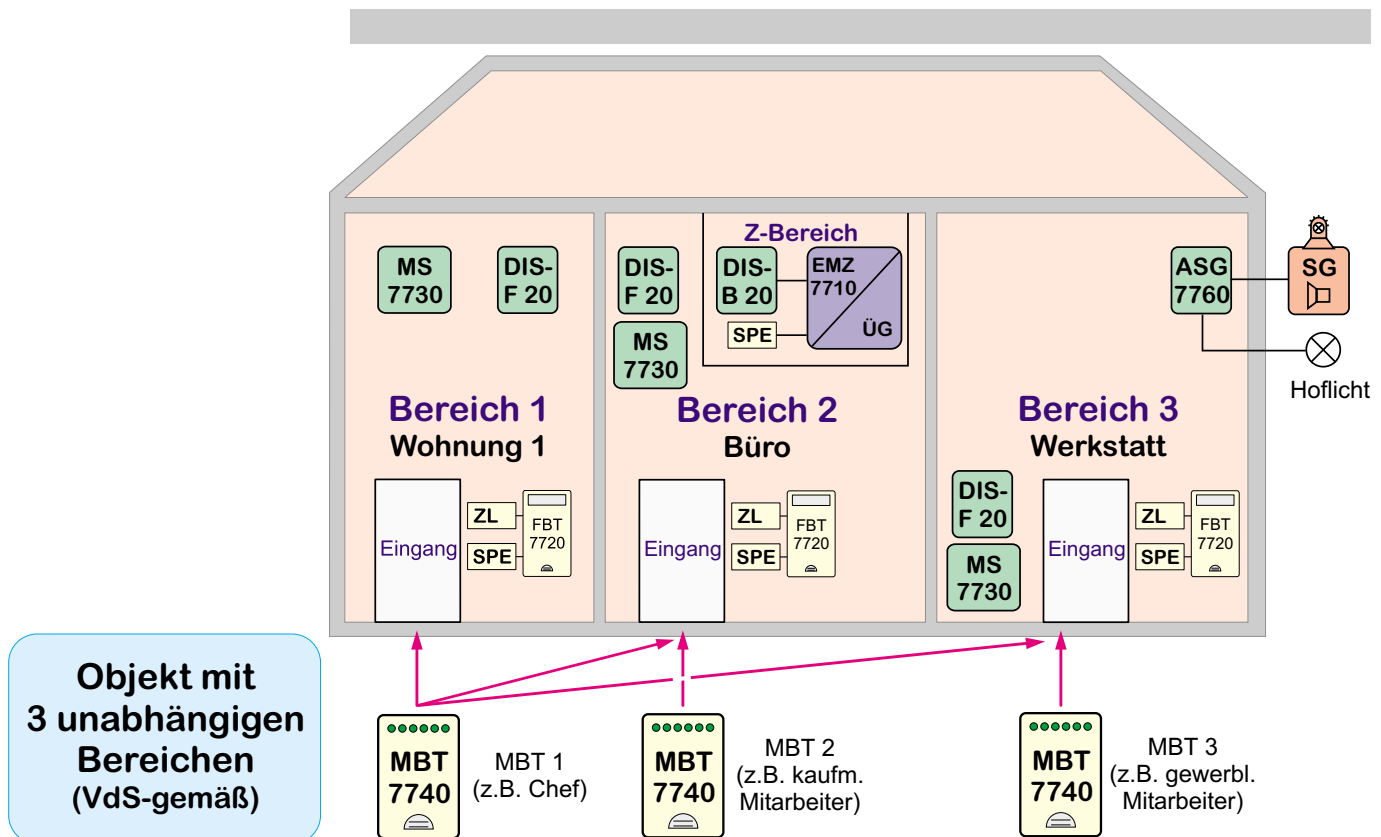 Z-Bereich
MS
7730
DIS-
F 20
DIS-
F 20
MS
7730
DIS-
B 20
SPE
EMZ
7710
ÜG
ASG
7760
SG
Hoflicht
Bereich 1
Wohnung 1
Bereich 2
Büro
Bereich 3
Werkstatt
Eingang
ZL
SPE
FBT
7720
Eingang
ZL
SPE
FBT
7720
DIS-
F 20
MS
7730
Eingang
ZL
SPE
FBT
7720
Objekt mit
3 unabhängigen
Bereichen
(VdS-gemäß)
MBT
7740
MBT 1
(z.B. Chef)
MBT
7740
MBT 2
(z.B. kaufm.
Mitarbeiter)
MBT
7740
MBT 3
(z.B. gewerbl.
Mitarbeiter)